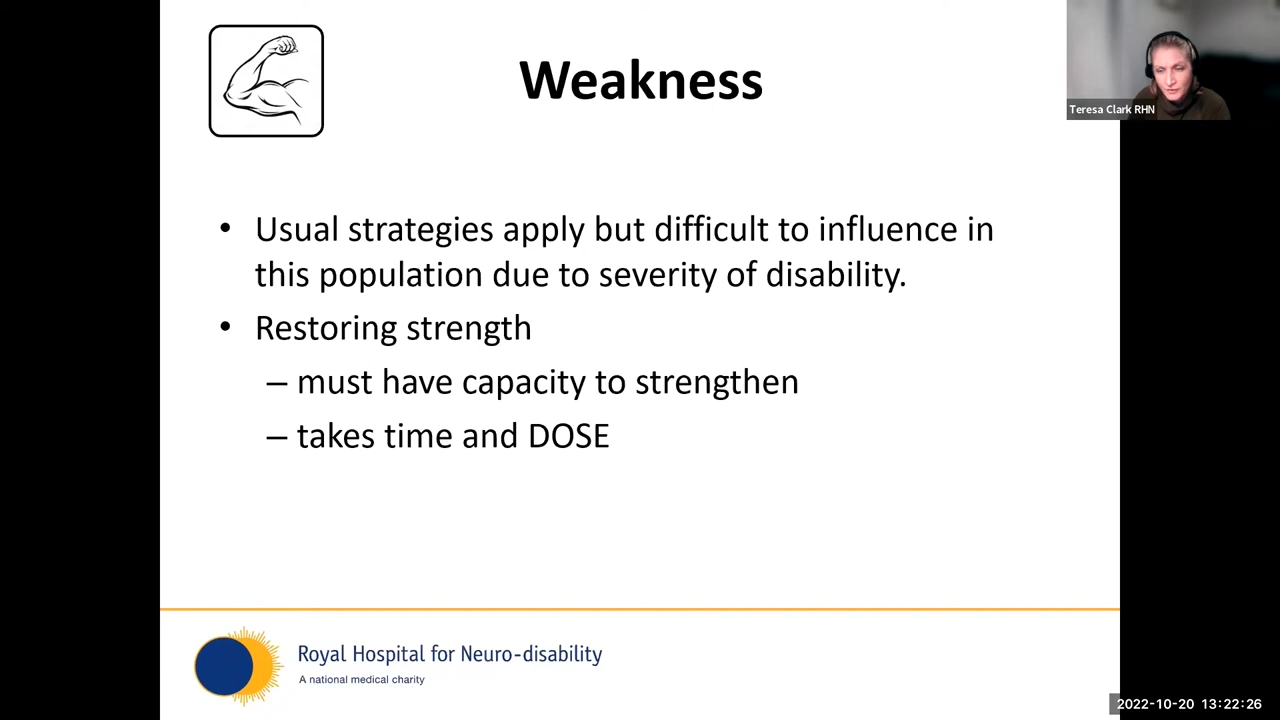 Weakness
Teresa Clark RHN
• Usual strategies apply but difficult to influence in
this population due to severity of disability.
• Restoring strength
– must have capacity to strengthen
– takes time and DOSE
Royal Hospital for Neuro-disability
A national medical charity
2022-10-20 13:22:26